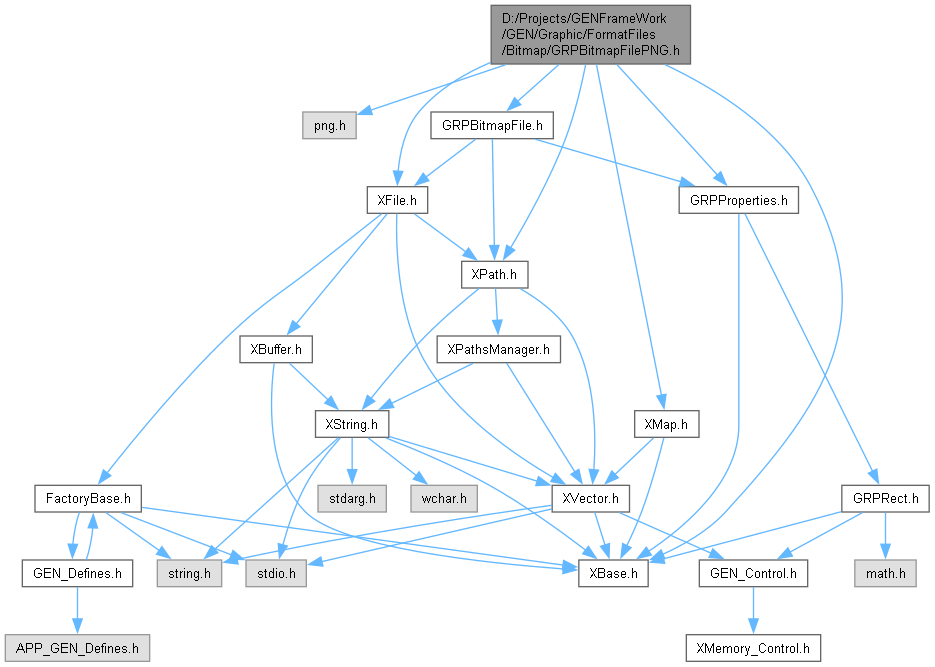 D:/Projects/GENFrameWork
/GEN/Graphic/FormatFiles
/Bitmap/GRPBitmapFilePNG.h
png.h
GRPBitmapFile.h
XFile.h
GRPProperties.h
XPath.h
XBuffer.h
XPathsManager.h
XString.h
XMap.h
FactoryBase.h
stdarg.h
wchar.h
XVector.h
GRPRect.h
GEN_Defines.h
string.h
stdio.h
XBase.h
GEN_Control.h
math.h
APP_GEN_Defines.h
XMemory_Control.h